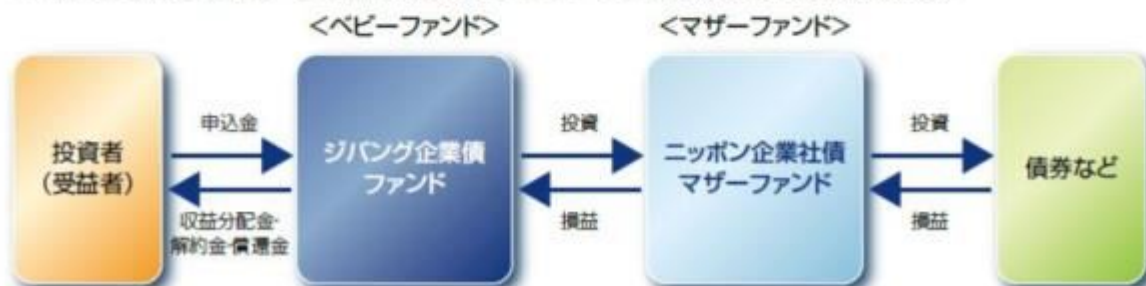 <ベビーファンド>
<マザーファンド>
投資者
(受益者)
申込金
収益分配金・
解約金・償還金
ジパング企業債
ファンド
投資
損益
ニッポン企業社債
マザーファンド
投資
損益
債券など